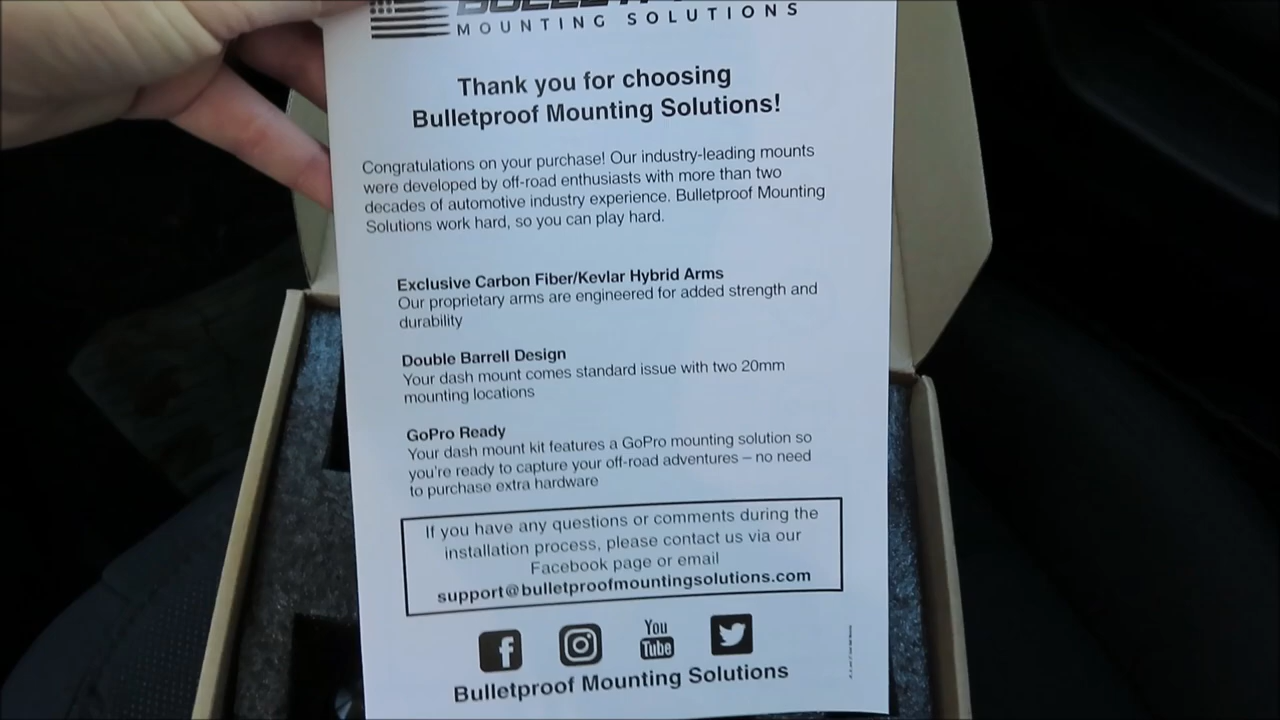 MOUNTING SOLUTIONS
Thank you for choosing
Bulletproof Mounting Solutions!
Congratulations on your purchase! Our industry-leading mounts
were developed by off-road enthusiasts with more than two
decades of automotive industry experience. Bulletproof Mounting
Solutions work hard, so you can play hard.
Exclusive Carbon Fiber/Kevlar Hybrid Arms
Our proprietary arms are engineered for added strength and
durability
Double Barrell Design
Your dash mount comes standard issue with two 20mm
mounting locations
GoPro Ready
Your dash mount kit features a GoPro mounting solution so
you're ready to capture your off-road adventures – no need
to purchase extra hardware
If you have any questions or comments during the
installation process, please contact us via our
Facebook page or email
support@bulletproofmountingsolutions.com
f
You
Tube
Bulletproof Mounting Solutions